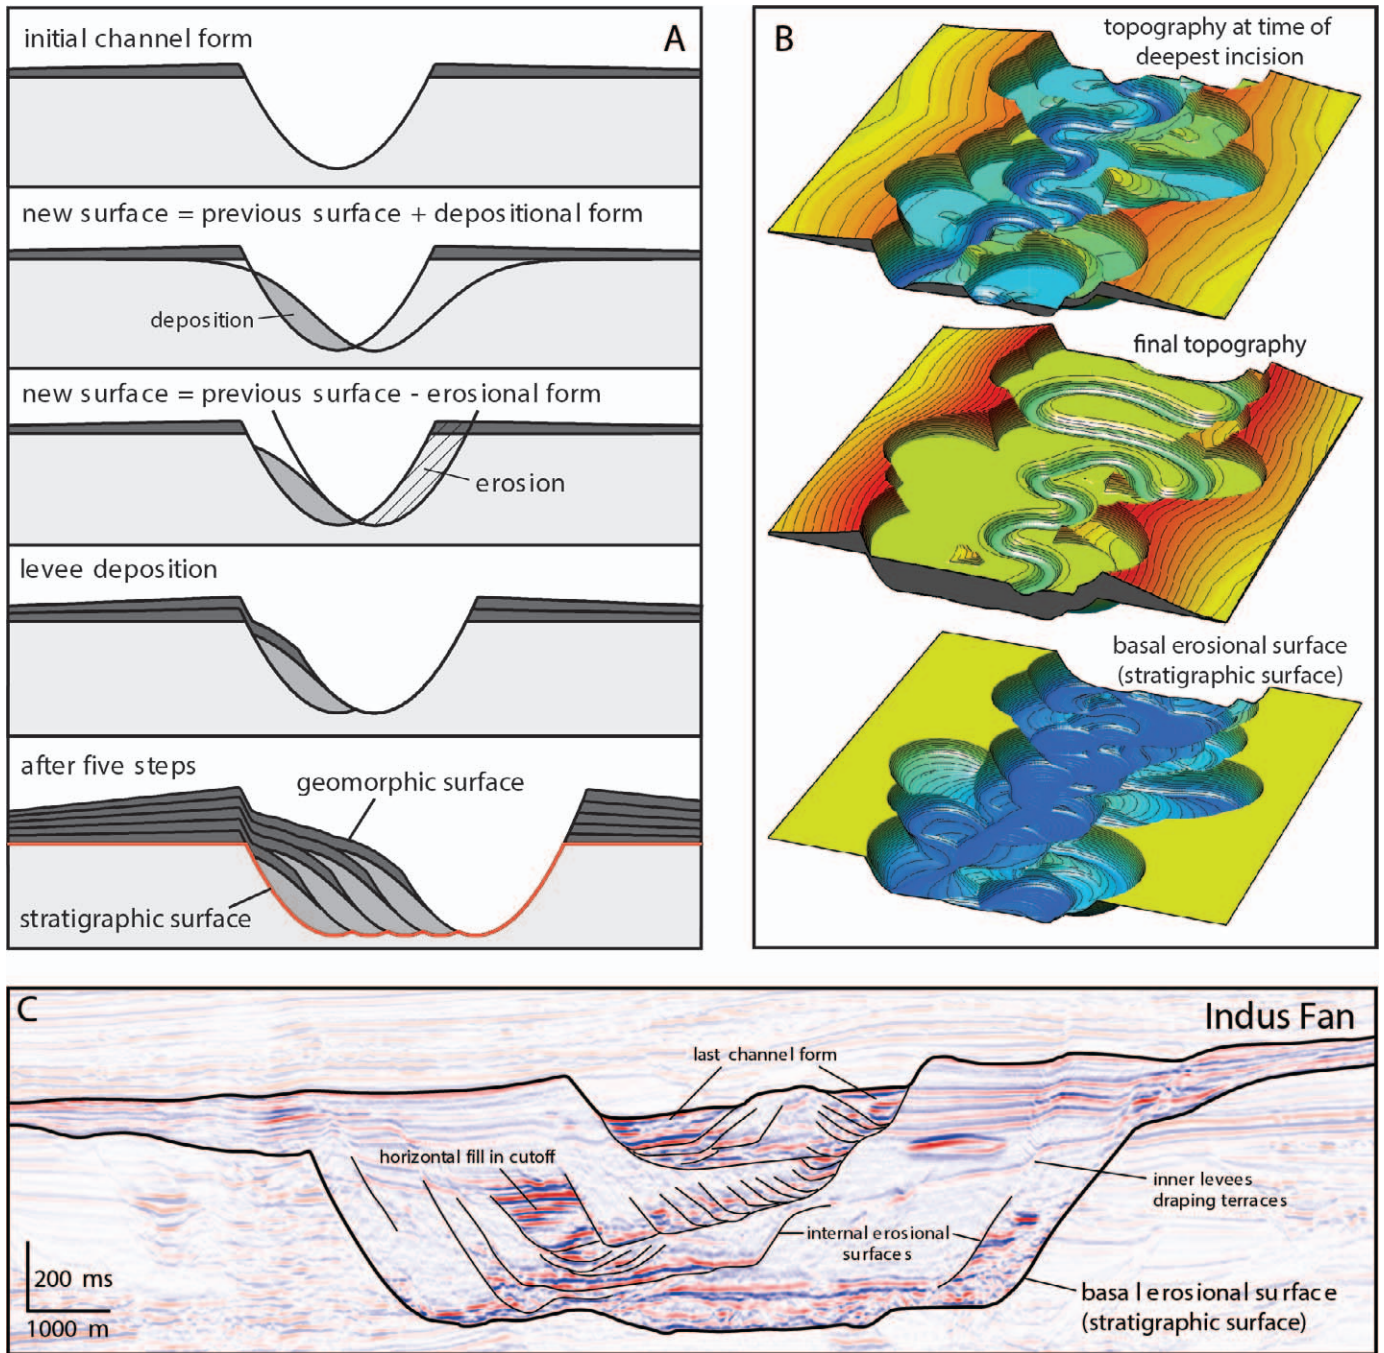 A
initial channel form
new surface = previous surface + depositional form
deposition
new surface = previous surface - erosional form
erosion
levee deposition
after five steps
geomorphic surface
stratigraphic surface
B
topography at time of
deepest incision
final topography
basal erosional surface
(stratigraphic surface)
C
Indus Fan
last channel form
horizontal fill in cutoff
inner levees
draping terraces
internal erosional
surfaces
200 ms
1000 m
basal erosional surface
(stratigraphic surface)